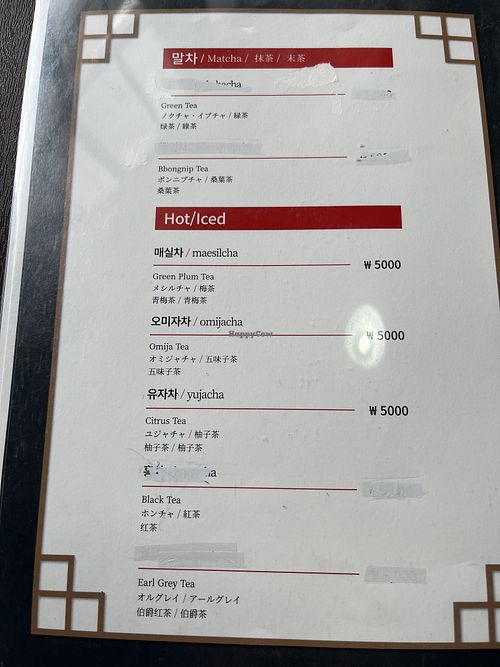 말차 / Matcha / 抹茶 / 末茶
Green Tea
ノクチャ・イプチャ / 緑茶
绿茶 / 綠茶
Bbongnip Tea
ポンニプチャ / 桑葉茶
桑葉茶
Hot/Iced
매실차 / maesilcha
₩ 5000
Green Plum Tea
メシルチャ / 梅茶
青梅茶 / 青梅茶
오미자차 / omijacha
₩ 5000
HappyCow
Omija Tea
オミジャチャ / 五味子茶
五味子茶
유자차 / yujacha
₩ 5000
Citrus Tea
ユジャチャ / 柚子茶
柚子茶 / 柚子茶
Black Tea
ホンチャ / 紅茶
红茶
Earl Grey Tea
オルグレイ / アールグレイ
伯爵红茶 / 伯爵茶